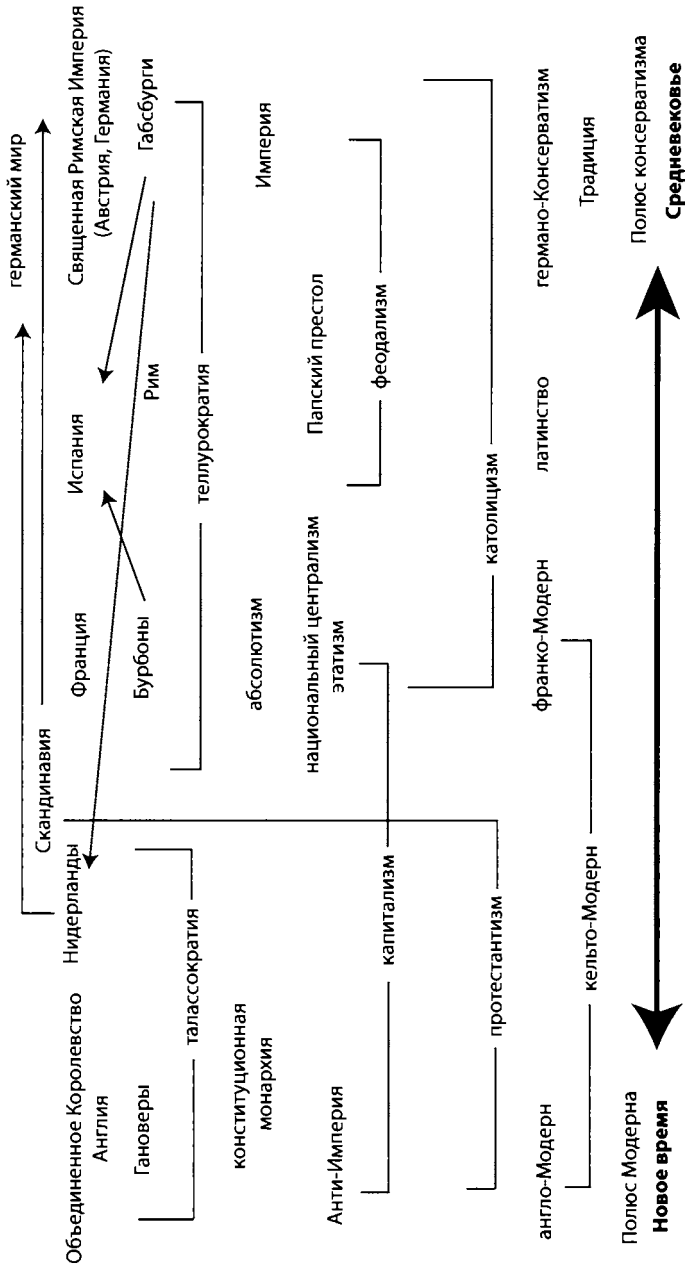 германский мир
Скандинавия
Объединенное Королевство
Англия
Нидерланды
Франция
Испания
Священная Римская Империя
(Австрия, Германия)
Гановеры
Бурбоны
Рим
Габсбурги
талассократия
теллурократия
конституционная
монархия
абсолютизм
Империя
Анти-Империя
национальный централизм
этатизм
Папский престол
капитализм
феодализм
протестантизм
католицизм
англо-Модерн
франко-Модерн
латинство
германо-Консерватизм
кельто-Модерн
Традиция
Полюс Модерна
Новое время
Полюс консерватизма
Средневековье